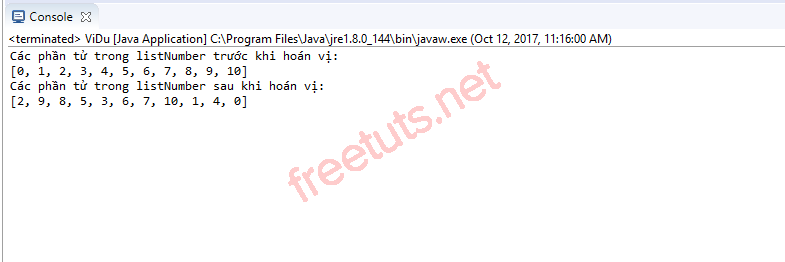 Console
<terminated> ViDu [Java Application] C:\Program Files\Java\jre1.8.0_144\bin\javaw.exe (Oct 12, 2017, 11:16:00 AM)
Các phần tử trong listNumber trước khi hoán vị:
[0, 1, 2, 3, 4, 5, 6, 7, 8, 9, 10]
Các phần tử trong listNumber sau khi hoán vị:
[2, 9, 8, 5, 3, 6, 7, 10, 1, 4, 0]
freetuts.net